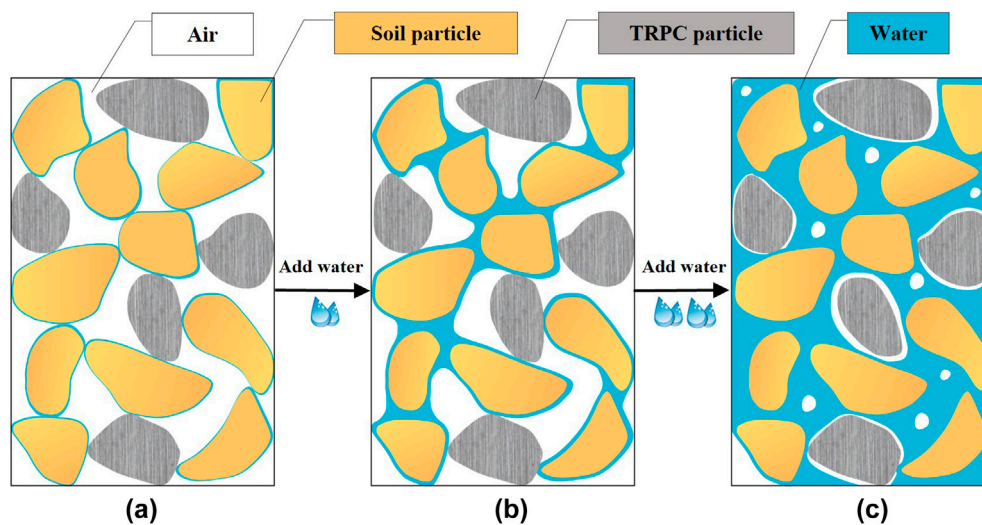 Air
Soil particle
TRPC particle
Water
Add water
Add water
(a)
(b)
(c)